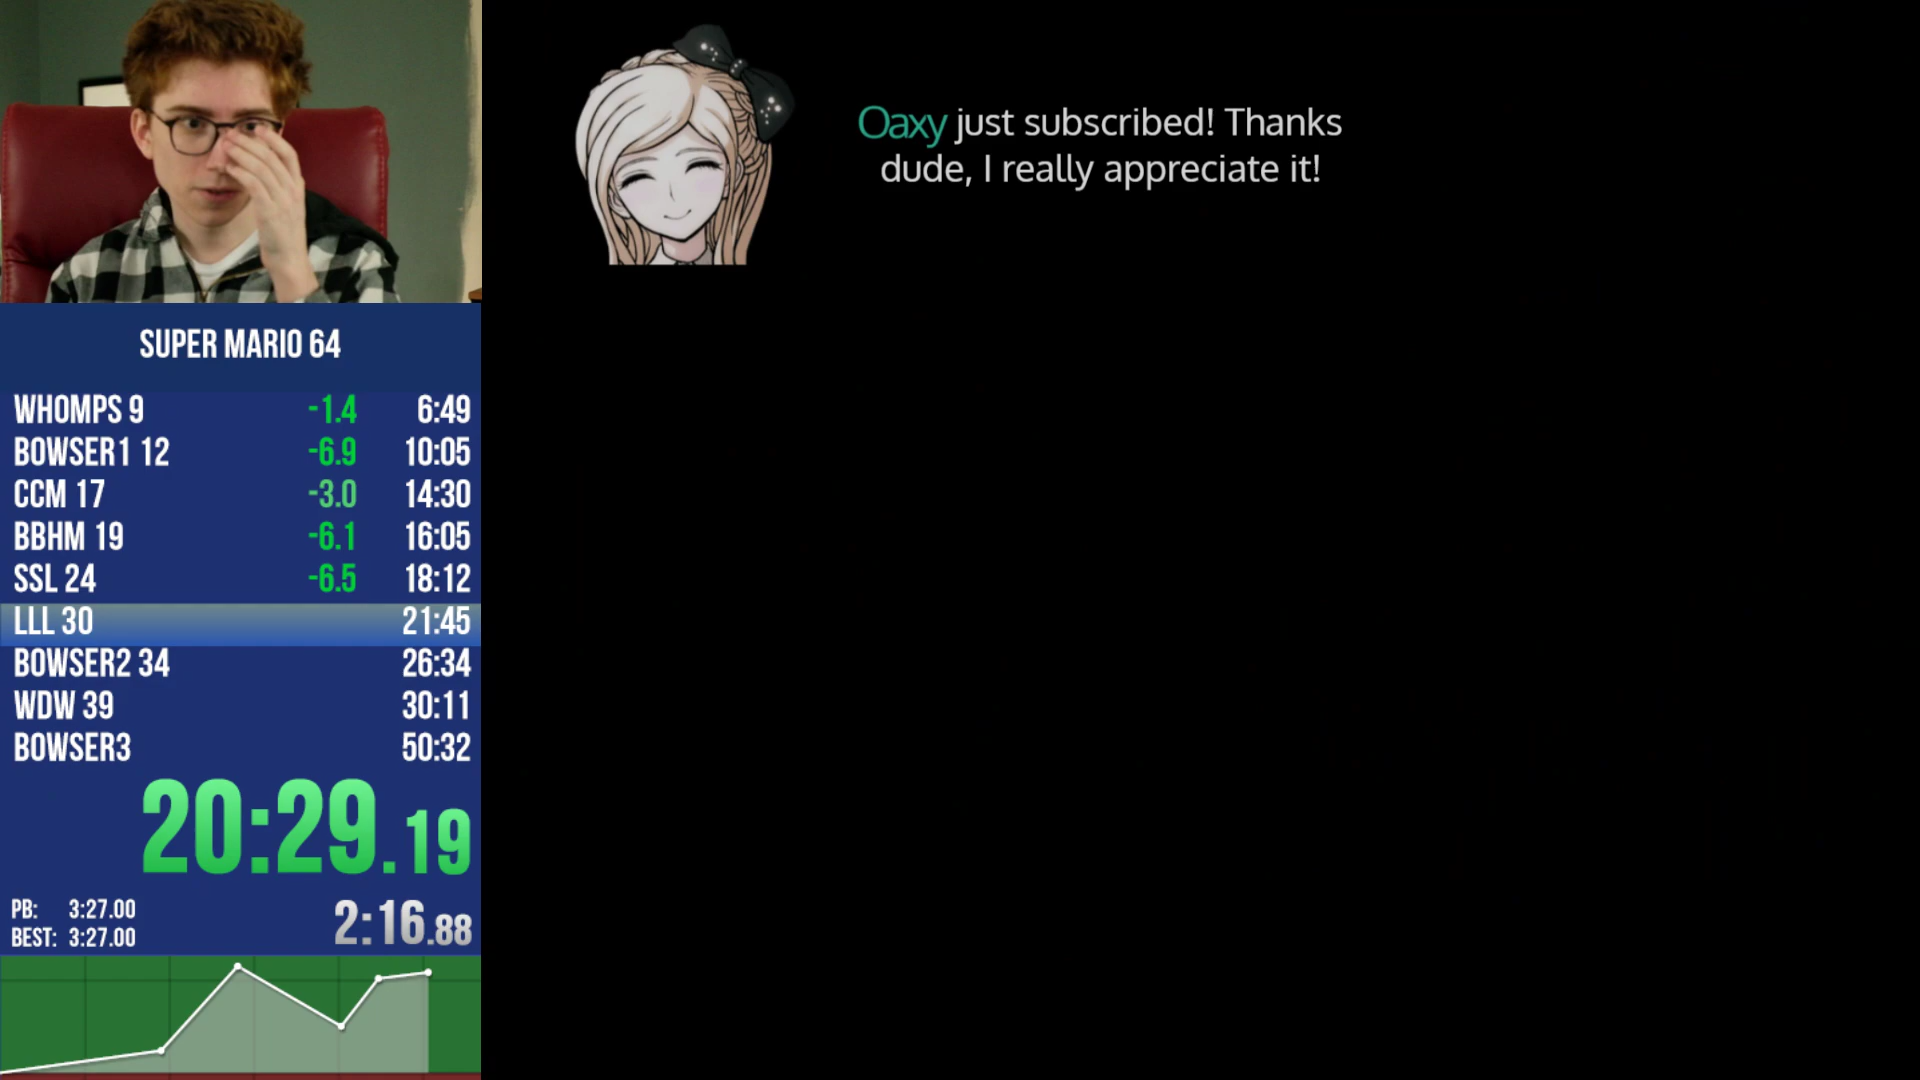 Oaxy just subscribed! Thanks
dude, I really appreciate it!
SUPER MARIO 64
WHOMPS 9 -1.4 6:49
BOWSER1 12 -6.9 10:05
CCM 17 -3.0 14:30
BBHM 19 -6.1 16:05
SSL 24 -6.5 18:12
LLL 30 21:45
BOWSER2 34 26:34
WDW 39 30:11
BOWSER3 50:32
20:29.19
PB: 3:27.00
BEST: 3:27.00
2:16.88